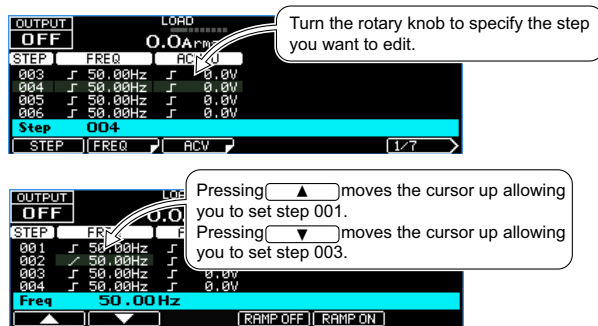 OUTPUT LOAD
OFF 0.0Arm
Turn the rotary knob to specify the step
you want to edit.
STEP FREQ AC
003 50.00Hz 0.0V
004 50.00Hz 0.0V
005 50.00Hz 0.0V
006 50.00Hz 0.0V
Step 004
STEP FREQ ACV 1/7
OUTPUT
OFF
Pressing ▲ moves the cursor up allowing
you to set step 001.
Pressing ▼ moves the cursor up allowing
you to set step 003.
STEP FR
001 50.00Hz
002 50.00Hz
003 50.00Hz 0.0V
004 50.00Hz 0.0V
Freq 50.00Hz
▲ ▼ RAMP OFF RAMP ON